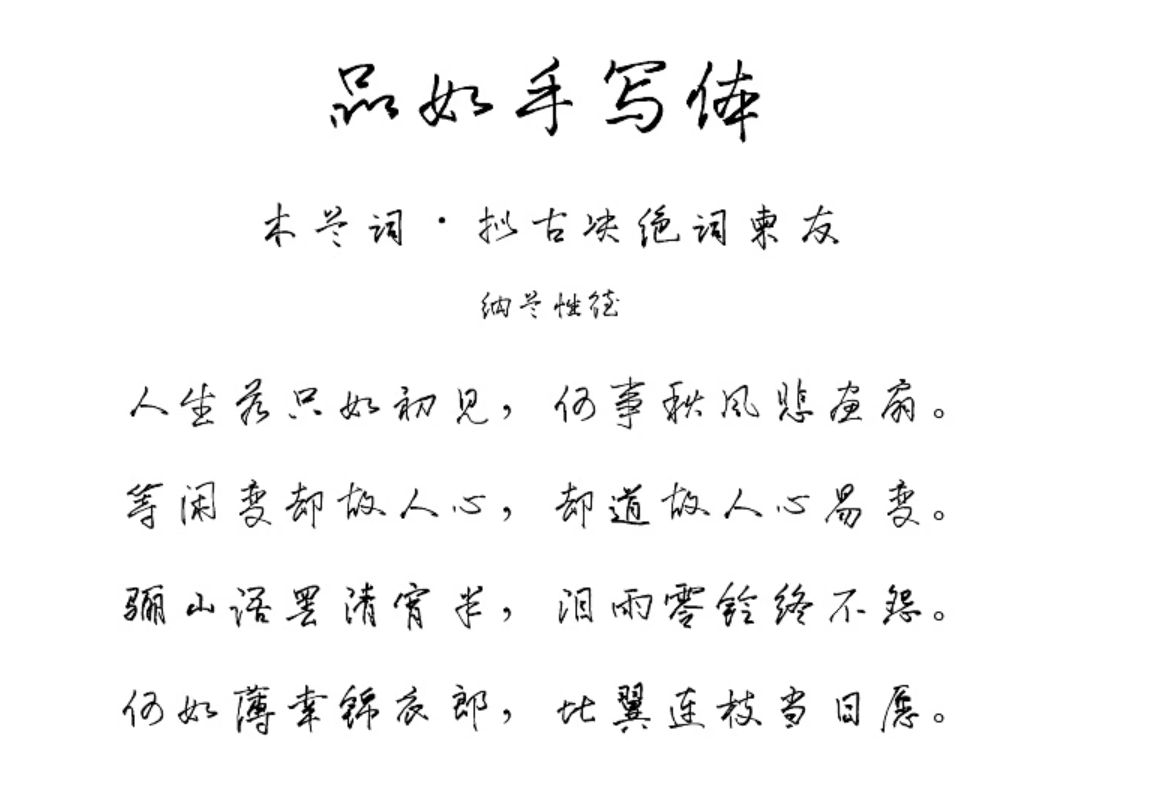 品如手写体
木兰词·拟古决绝词柬友
纳兰性德
人生若只如初见，何事秋风悲画扇。
等闲变却故人心，却道故人心易变。
骊山语罢清宵半，泪雨零铃终不怨。
何如薄幸锦衣郎，比翼连枝当日愿。